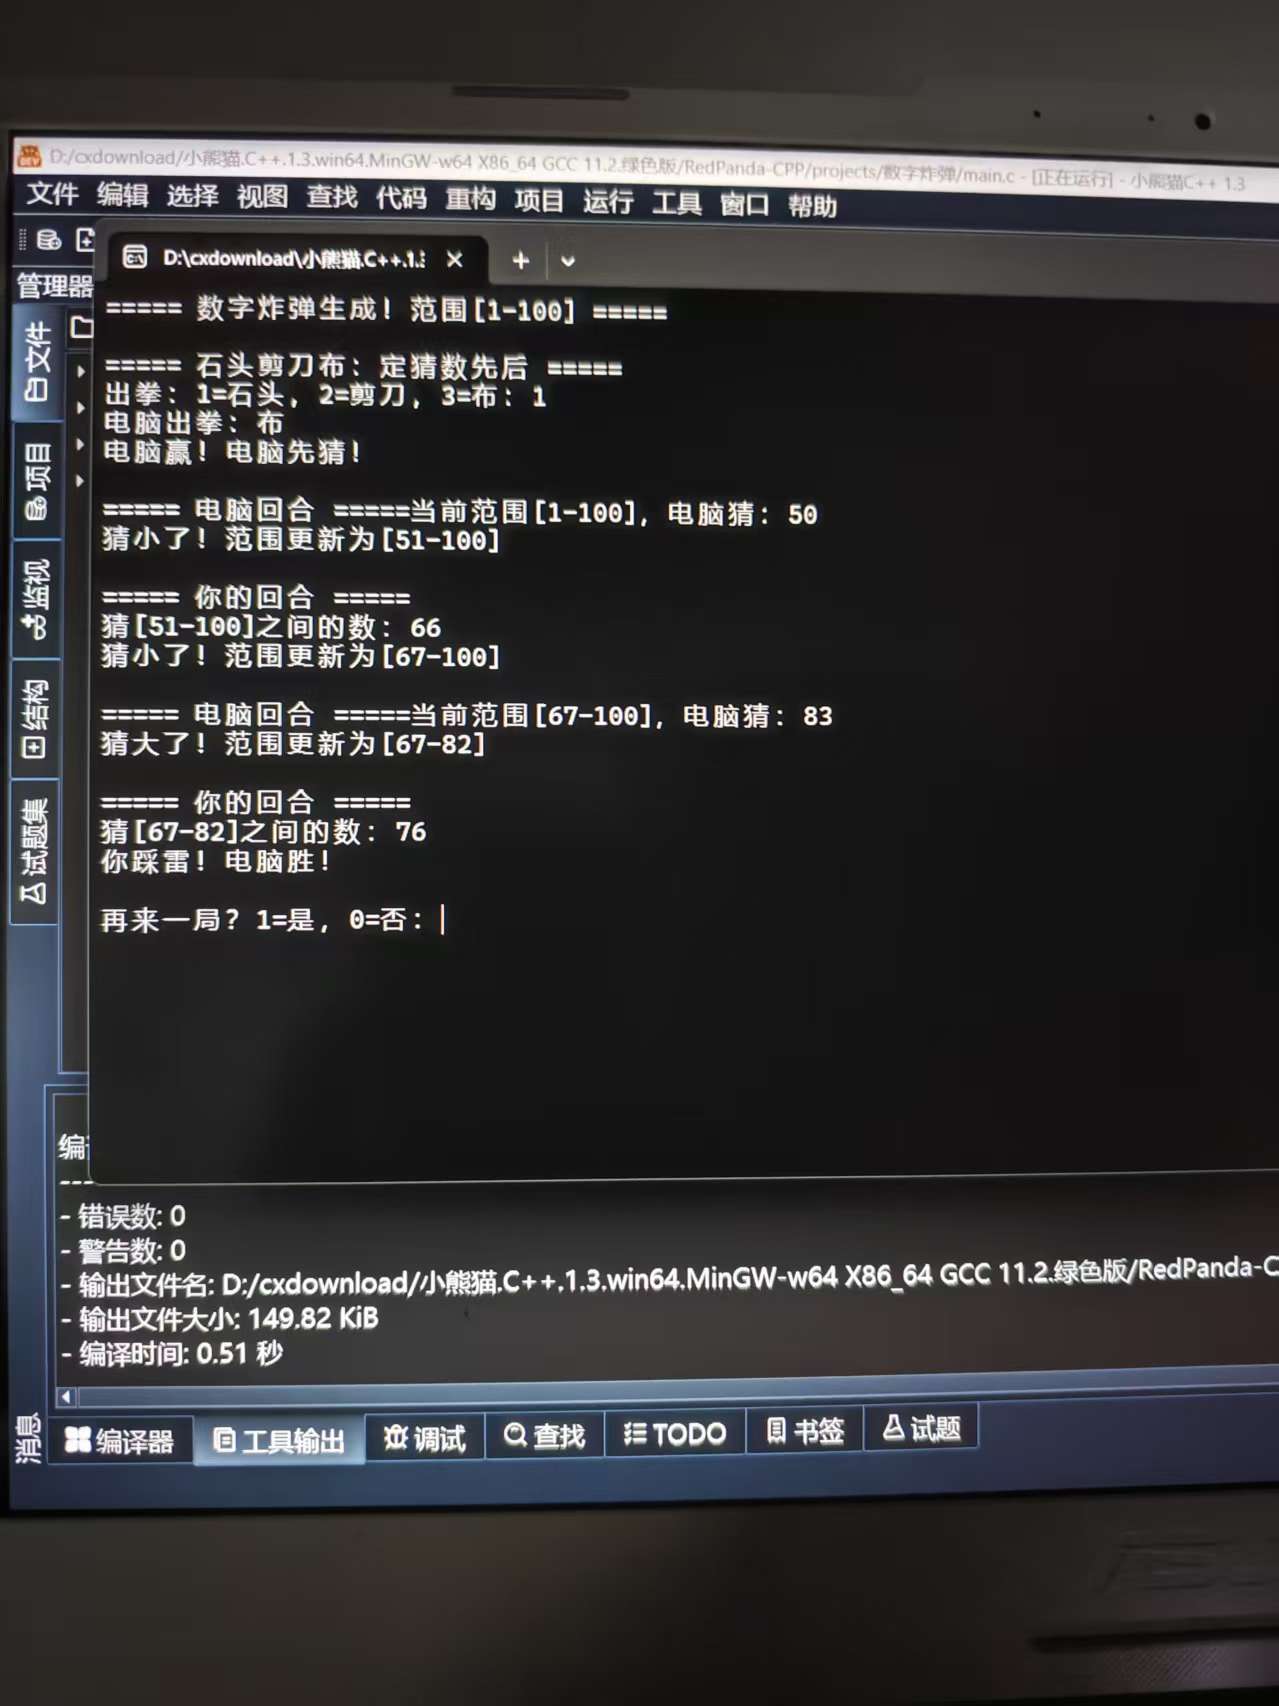 D:/cxdownload/小熊猫.C++.1.3.win64.MinGW-w64 X86_64 GCC 11.2.绿色版/RedPanda-CPP/projects/数字炸弹/main.c - [正在运行] - 小熊猫C++ 1.3
文件 编辑 选择 视图 查找 代码 重构 项目 运行 工具 窗口 帮助
D:\cxdownload\小熊猫.C++.1.3
管理器
文件
项目
监视
结构
试题集
===== 数字炸弹生成！范围[1-100] =====
===== 石头剪刀布：定猜数先后 =====
出拳：1=石头，2=剪刀，3=布：1
电脑出拳：布
电脑赢！电脑先猜！
===== 电脑回合 =====当前范围[1-100]，电脑猜：50
猜小了！范围更新为[51-100]
===== 你的回合 =====
猜[51-100]之间的数：66
猜小了！范围更新为[67-100]
===== 电脑回合 =====当前范围[67-100]，电脑猜：83
猜大了！范围更新为[67-82]
===== 你的回合 =====
猜[67-82]之间的数：76
你踩雷！电脑胜！
再来一局？1=是，0=否：
编
---
- 错误数: 0
- 警告数: 0
- 输出文件名: D:/cxdownload/小熊猫.C++.1.3.win64.MinGW-w64 X86_64 GCC 11.2.绿色版/RedPanda-C
- 输出文件大小: 149.82 KiB
- 编译时间: 0.51 秒
消息
编译器 工具输出 调试 查找 TODO 书签 试题